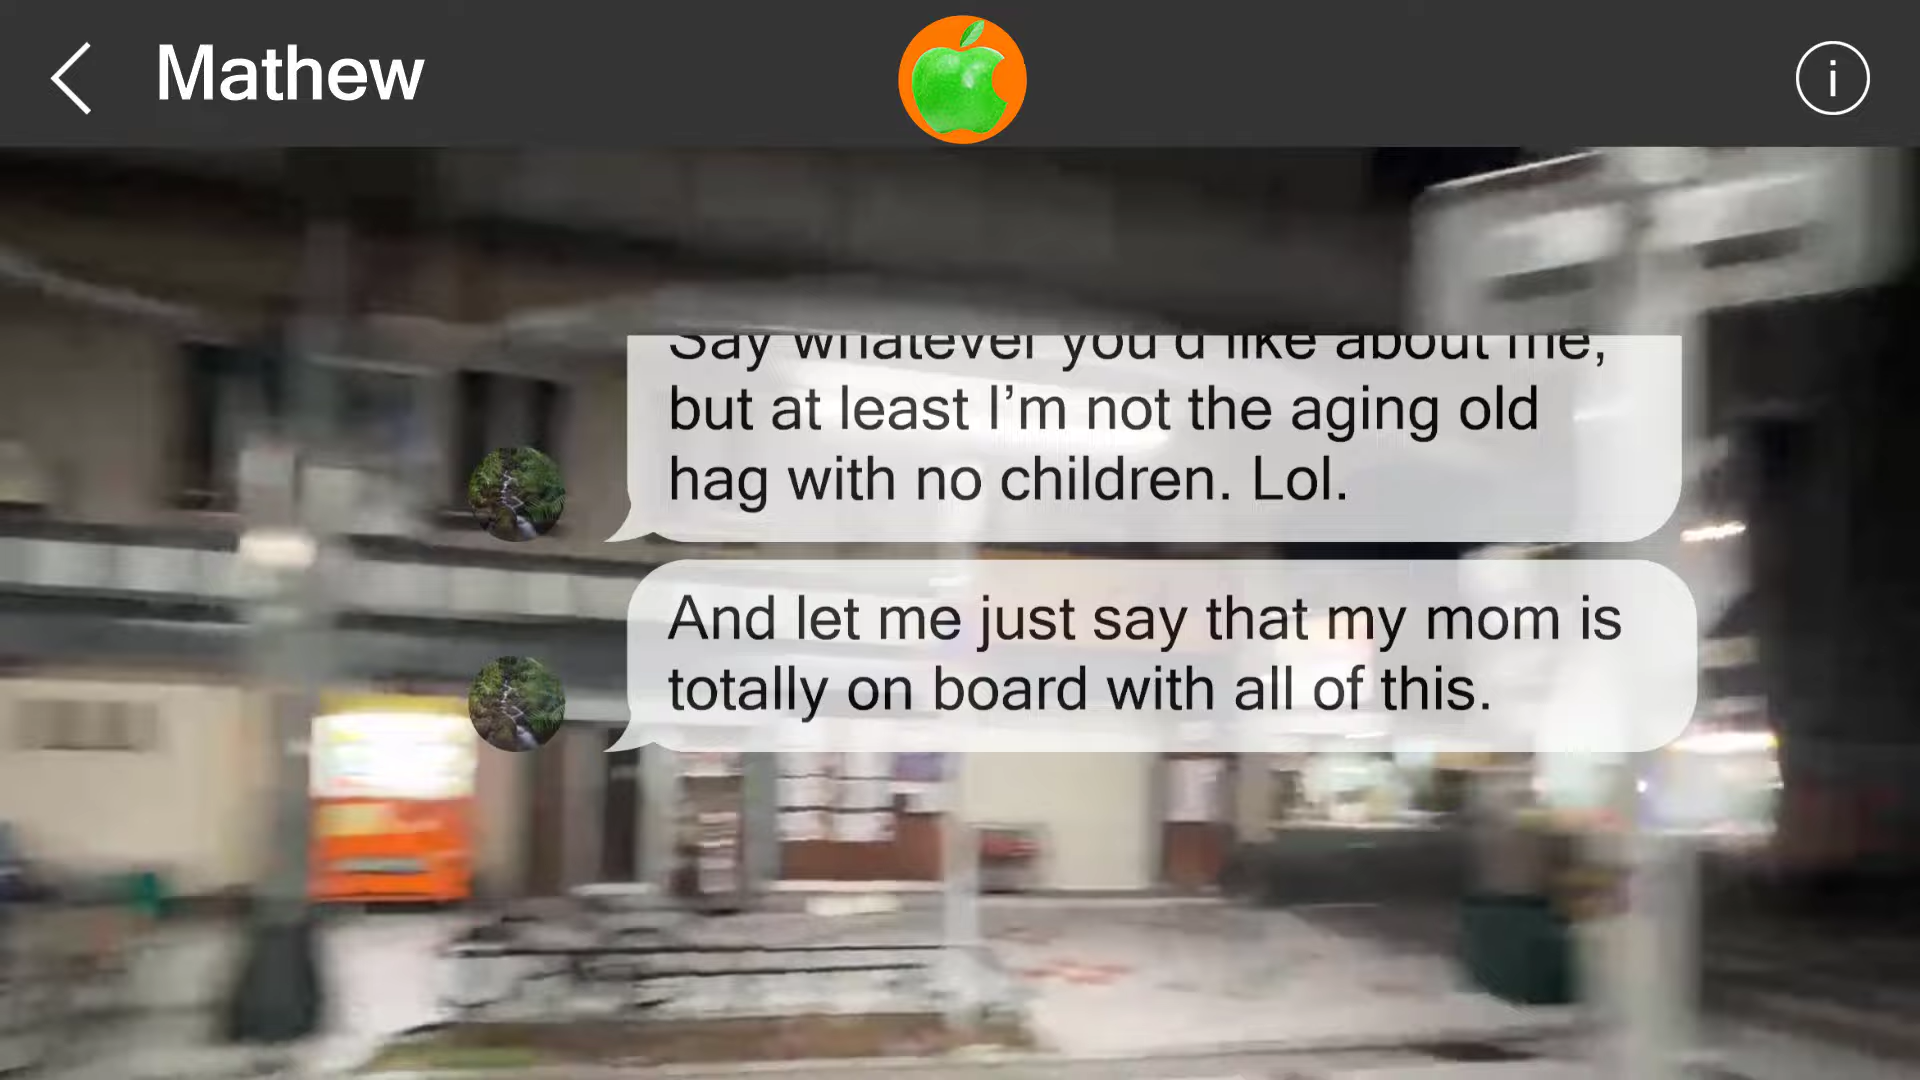 Mathew
i
Say whatever you'd like about me,
but at least I'm not the aging old
hag with no children. Lol.
And let me just say that my mom is
totally on board with all of this.